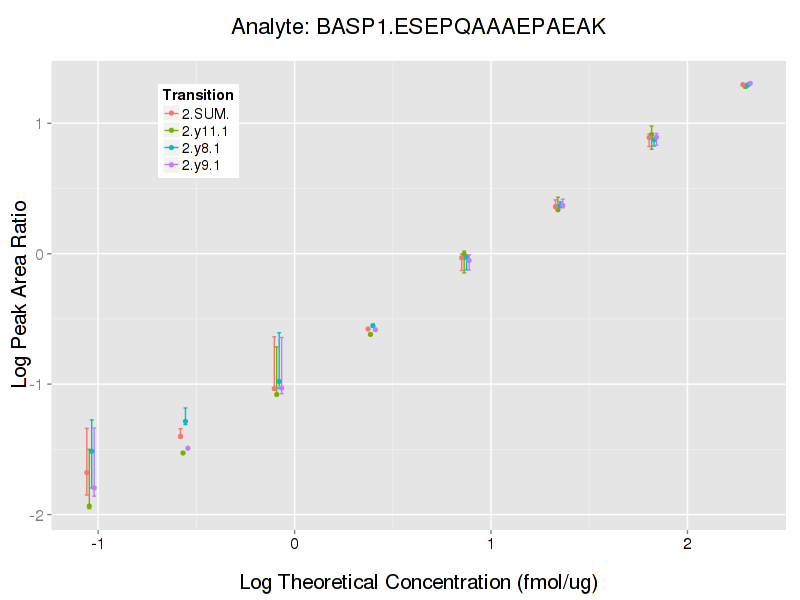 Analyte: BASP1.ESEPQAAAEPAEAK
Transition
2.SUM.
2.y11.1
2.y8.1
2.y9.1
Log Peak Area Ratio
1
0
-1
-2
-1
0
1
2
Log Theoretical Concentration (fmol/ug)